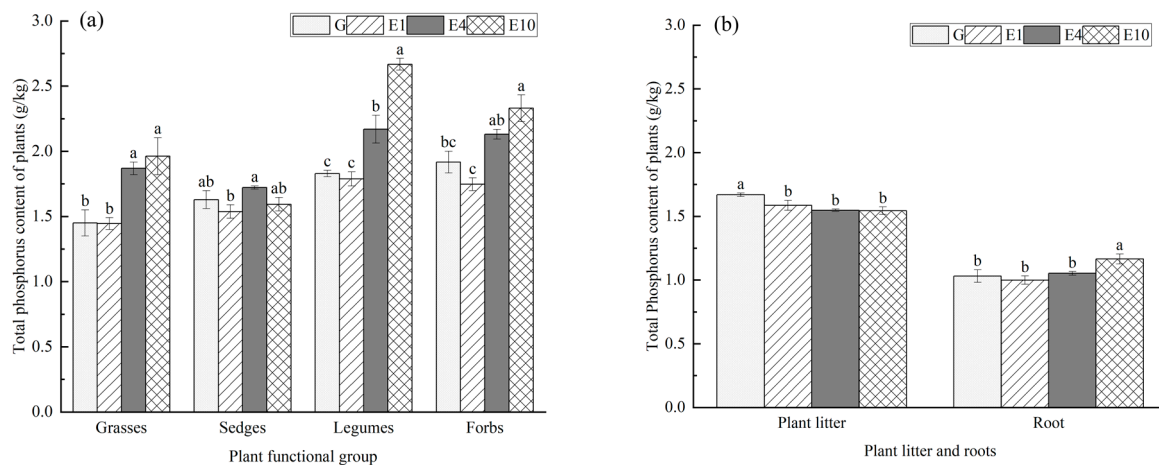 (a)
G E1 E4 E10
Total phosphorus content of plants (g/kg)
3.0
2.5
2.0
1.5
1.0
0.5
0.0
b b a a
ab b a ab
c c b a
bc c ab a
Grasses Sedges Legumes Forbs
Plant functional group
(b)
G E1 E4 E10
Total Phosphorus content of plants (g/kg)
3.0
2.5
2.0
1.5
1.0
0.5
0.0
a b b b
b b b a
Plant litter Root
Plant litter and roots